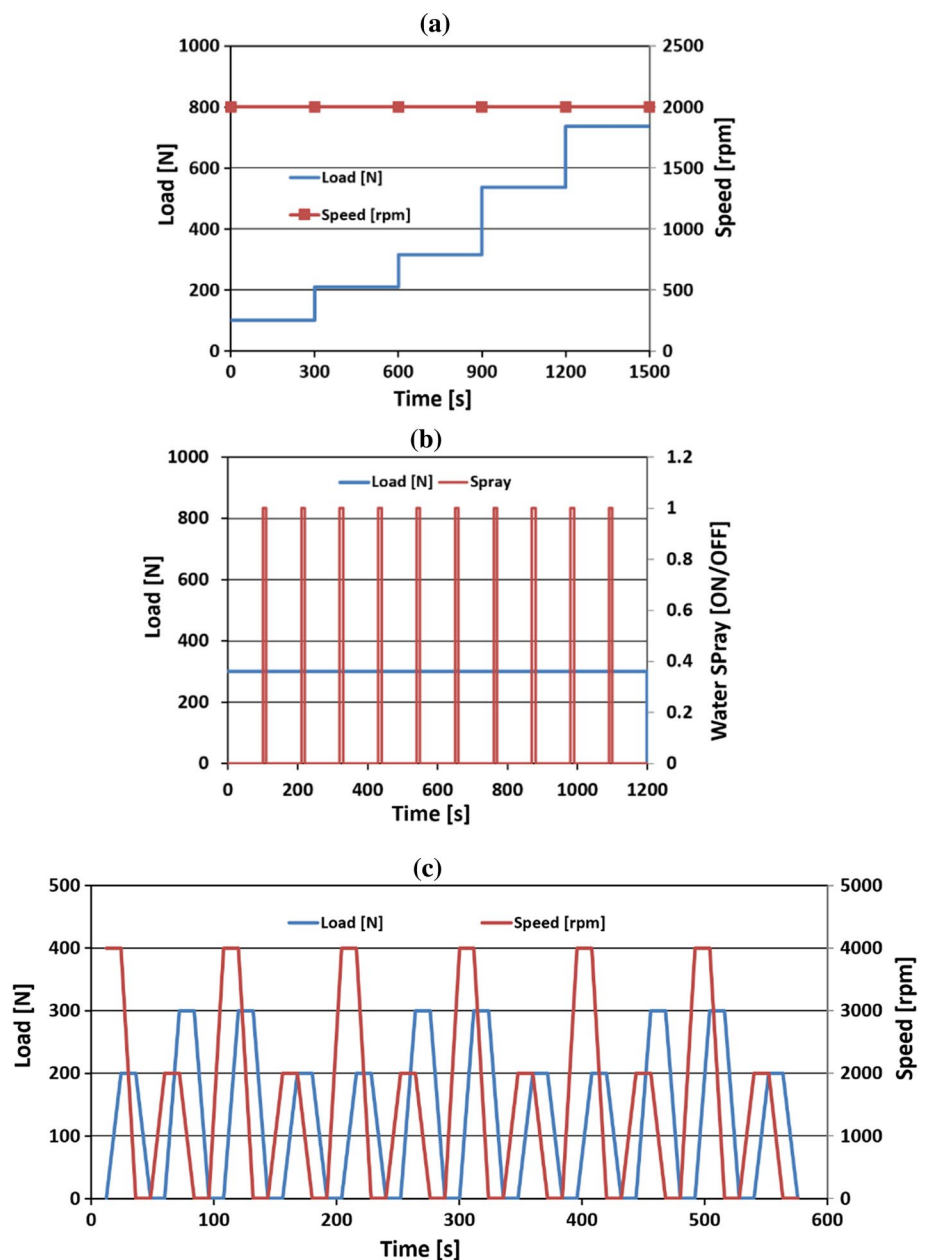 (a)
1000
800
600
400
200
0
Load [N]
2500
2000
1500
1000
500
0
Speed [rpm]
Load [N]
Speed [rpm]
0 300 600 900 1200 1500
Time [s]
(b)
1000
800
600
400
200
0
Load [N]
Load [N] Spray
1.2
1
0.8
0.6
0.4
0.2
0
Water SPray [ON/OFF]
0 200 400 600 800 1000 1200
Time [s]
(c)
500
400
300
200
100
0
Load [N]
Load [N] Speed [rpm]
5000
4000
3000
2000
1000
0
Speed [rpm]
0 100 200 300 400 500 600
Time [s]